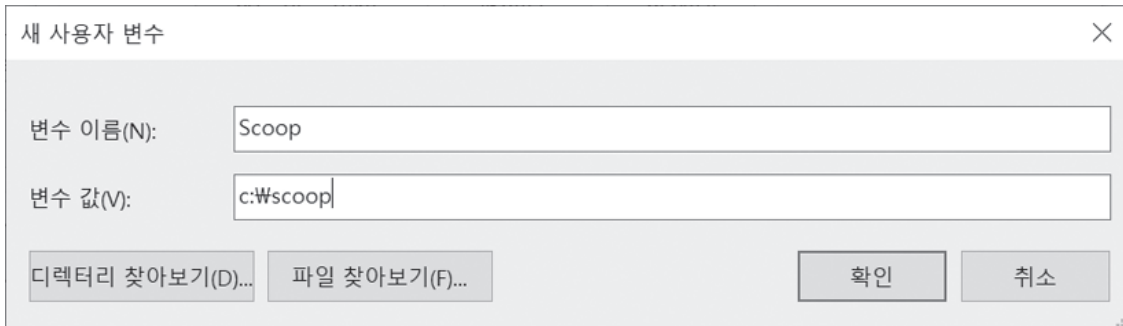 새 사용자 변수
변수 이름(N): Scoop
변수 값(V): c:₩scoop
디렉터리 찾아보기(D)... 파일 찾아보기(F)... 확인 취소